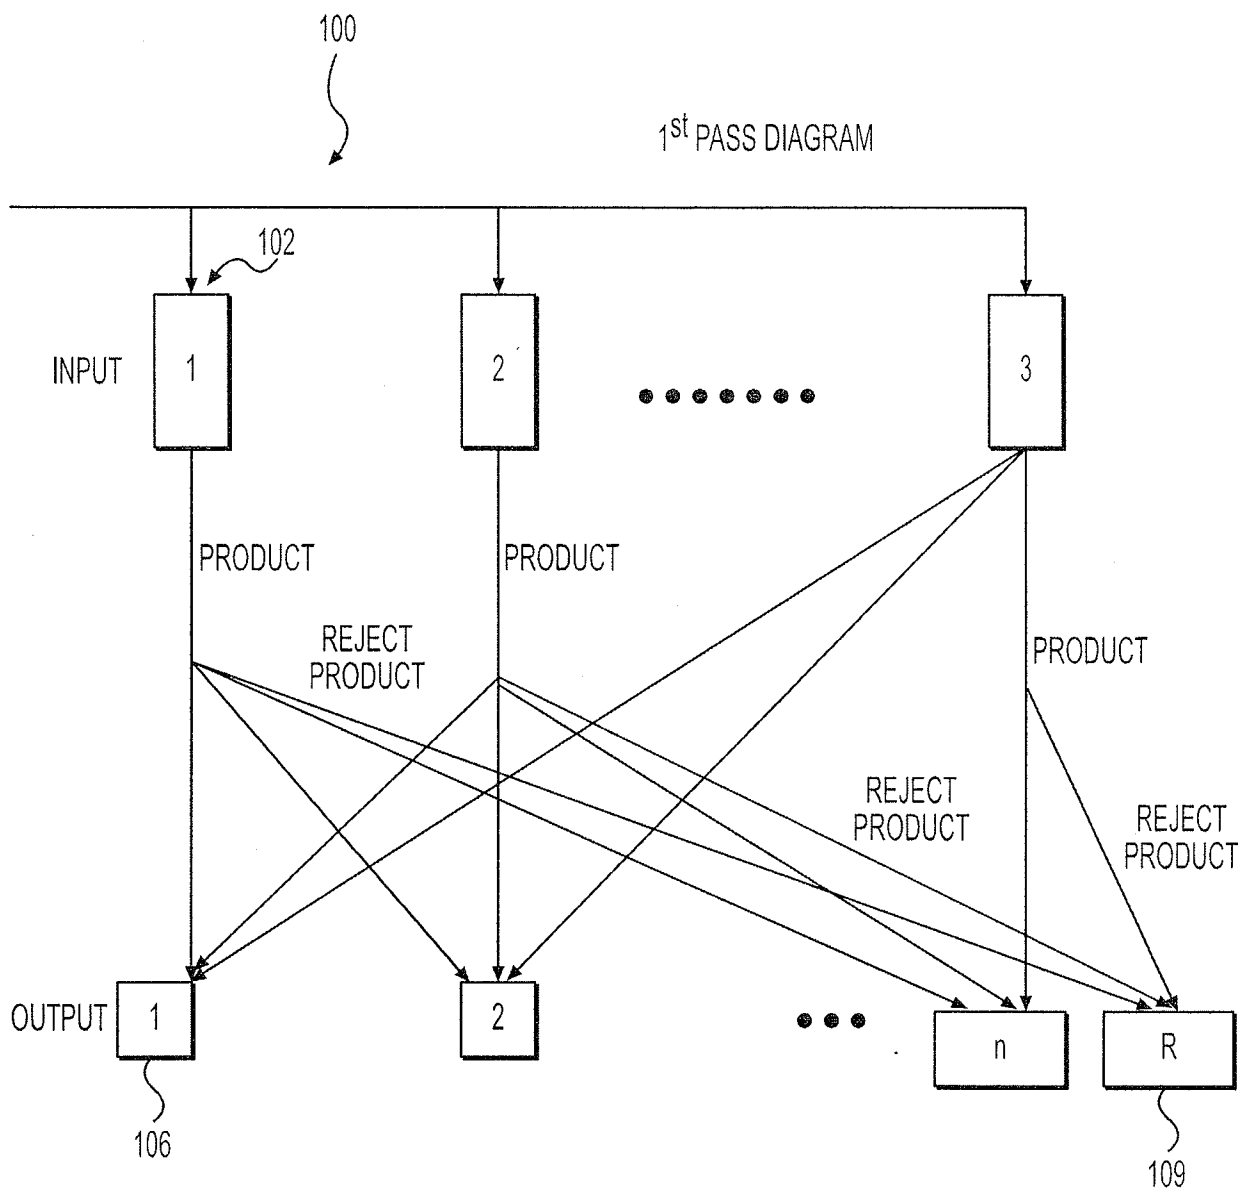 100
1st PASS DIAGRAM
102
INPUT
1
2
3
PRODUCT
PRODUCT
REJECT
PRODUCT
PRODUCT
REJECT
PRODUCT
REJECT
PRODUCT
OUTPUT
1
2
n
R
106
109